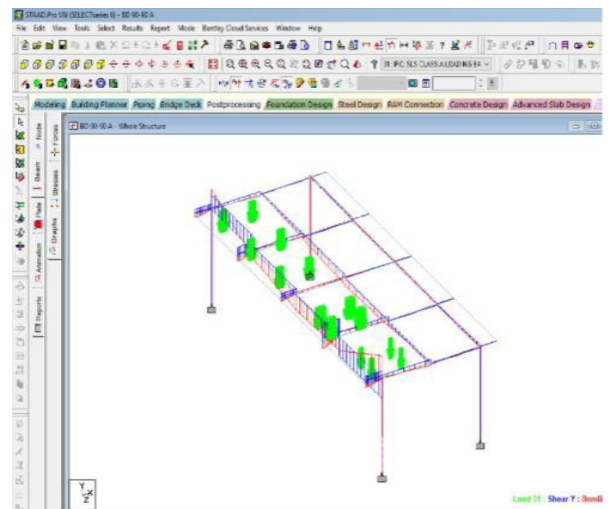 STAAD.Pro V8i (SELECTseries 6) - BD 90-90 A
File Edit View Tools Select Results Report Mode Bentley Cloud Services Window Help
Modeling Building Planner Piping Bridge Deck Postprocessing Foundation Design Steel Design RAM Connection Concrete Design Advanced Slab Design
BD 90-90 A - Whole Structure
Node
Beam
Plate
Animation
Reports
Forces
Stresses
Graphs
Y
X
Z
Load 31 : Shear Y : Bendi